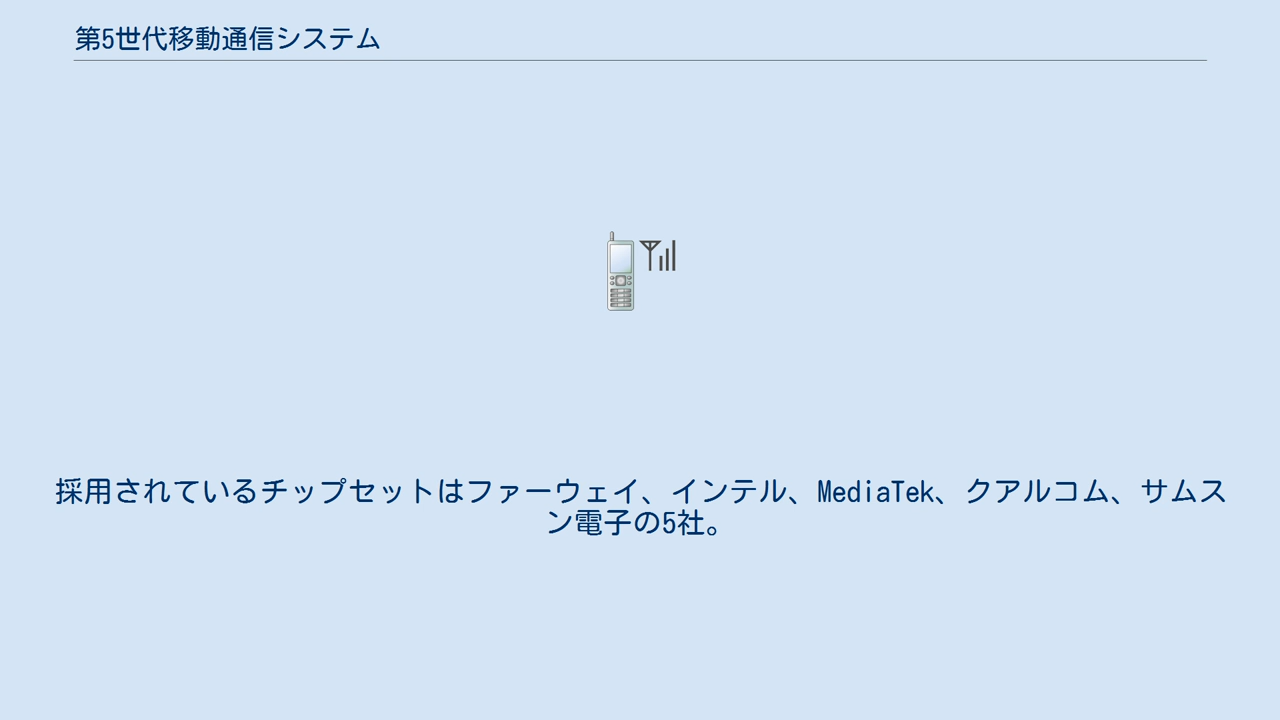 第5世代移動通信システム
採用されているチップセットはファーウェイ、インテル、MediaTek、クアルコム、サムス
ン電子の5社。